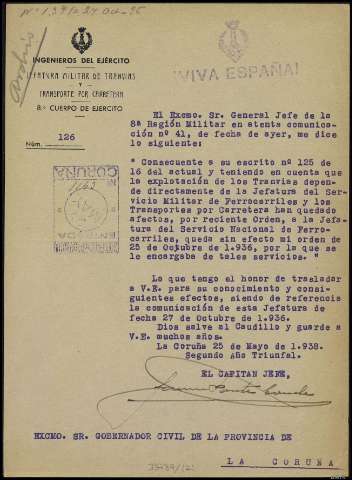 Archivo
INGENIEROS DEL EJÉRCITO
JEFATURA MILITAR DE TRANVIAS
Y
TRANSPORTE POR CARRETERA
8.º CUERPO DE EJERCITO
126
Núm.
¡VIVA ESPAÑA!
El Excmo. Sr. General Jefe de la
8ª Región Militar en atenta comunica-
ción nº 41, de fecha de ayer, me dice
lo siguiente:
"Consecuente a su escrito nº 125 de
16 del actual y teniendo en cuenta que
la explotación de los Tranvías depen-
de directamente de la Jefatura del Ser-
vicio Militar de Ferrocarriles y los
Transportes por Carretera han quedado
afectos, por reciente Orden, a la Jefa-
tura del Servicio Nacional de Ferro-
carriles, queda sin efecto mi orden de
25 de Octubre de 1.936, por la que se
le encargaba de tales servicios."
Lo que tengo el honor de trasladar
a V.E. para su conocimiento y consi-
guientes efectos, siendo de referencia
la comunicación de esta Jefatura de
fecha 27 de Octubre de 1.936.
Dios salve al Caudillo y guarde a
V.E. muchos años.
La Coruña 25 de Mayo de 1.938.
Segundo Año Triunfal.
EL CAPITAN JEFE,
EXCMO. SR. GOBERNADOR CIVIL DE LA PROVINCIA DE
LA CORUÑA
CORUÑA
ENTRADA